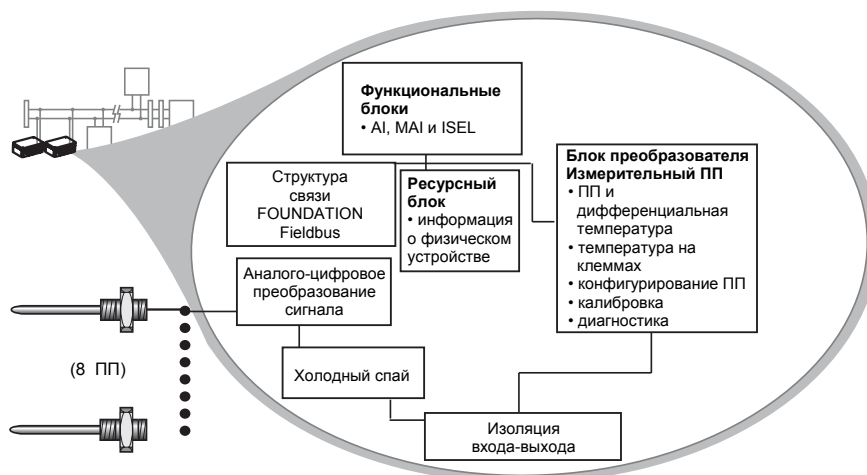 Функциональные
блоки
• AI, MAI и ISEL
Структура
связи
FOUNDATION
Fieldbus
Ресурсный
блок
• информация
о физическом
устройстве
Блок преобразователя
Измерительный ПП
• ПП и
дифференциальная
температура
• температура на
клеммах
• конфигурирование ПП
• калибровка
• диагностика
Аналого-цифровое
преобразование
сигнала
(8 ПП)
Холодный спай
Изоляция
входа-выхода